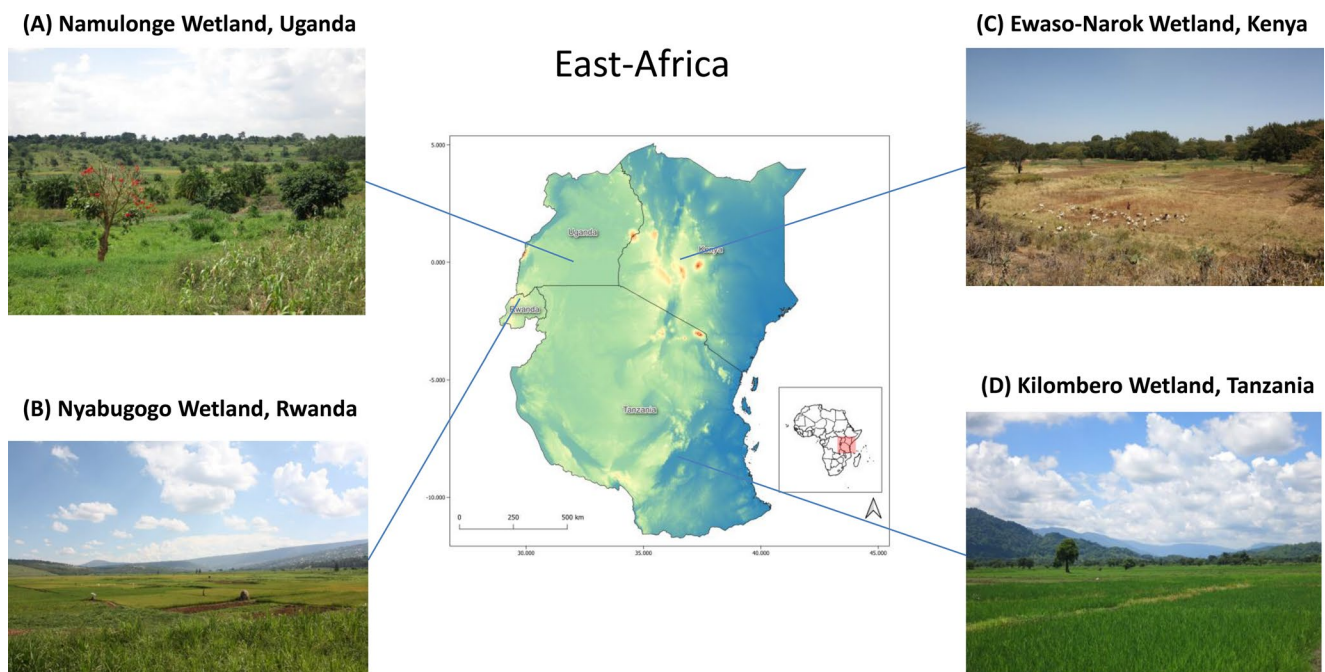 (A) Namulonge Wetland, Uganda
(C) Ewaso-Narok Wetland, Kenya
East-Africa
5.000
0.000
-5.000
-10.000
Uganda
Kenya
Rwanda
Tanzania
0 250 500 km
30.000 35.000 40.000 45.000
(B) Nyabugogo Wetland, Rwanda
(D) Kilombero Wetland, Tanzania